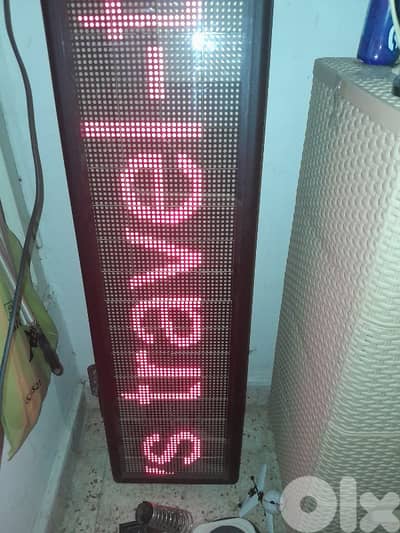 's travel -
olx